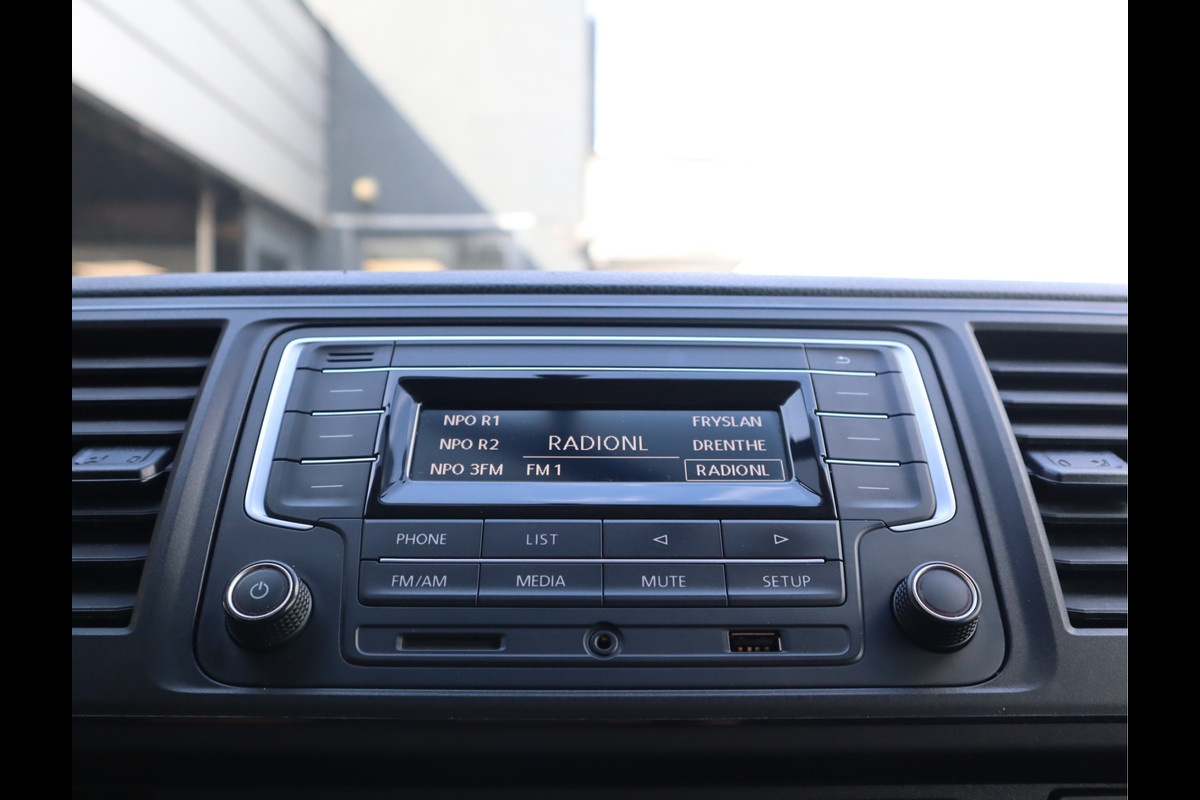 NPO R1
NPO R2
NPO 3FM
RADIONL
FM 1
FRYSLAN
DRENTHE
RADIONL
PHONE LIST
FM/AM MEDIA MUTE SETUP